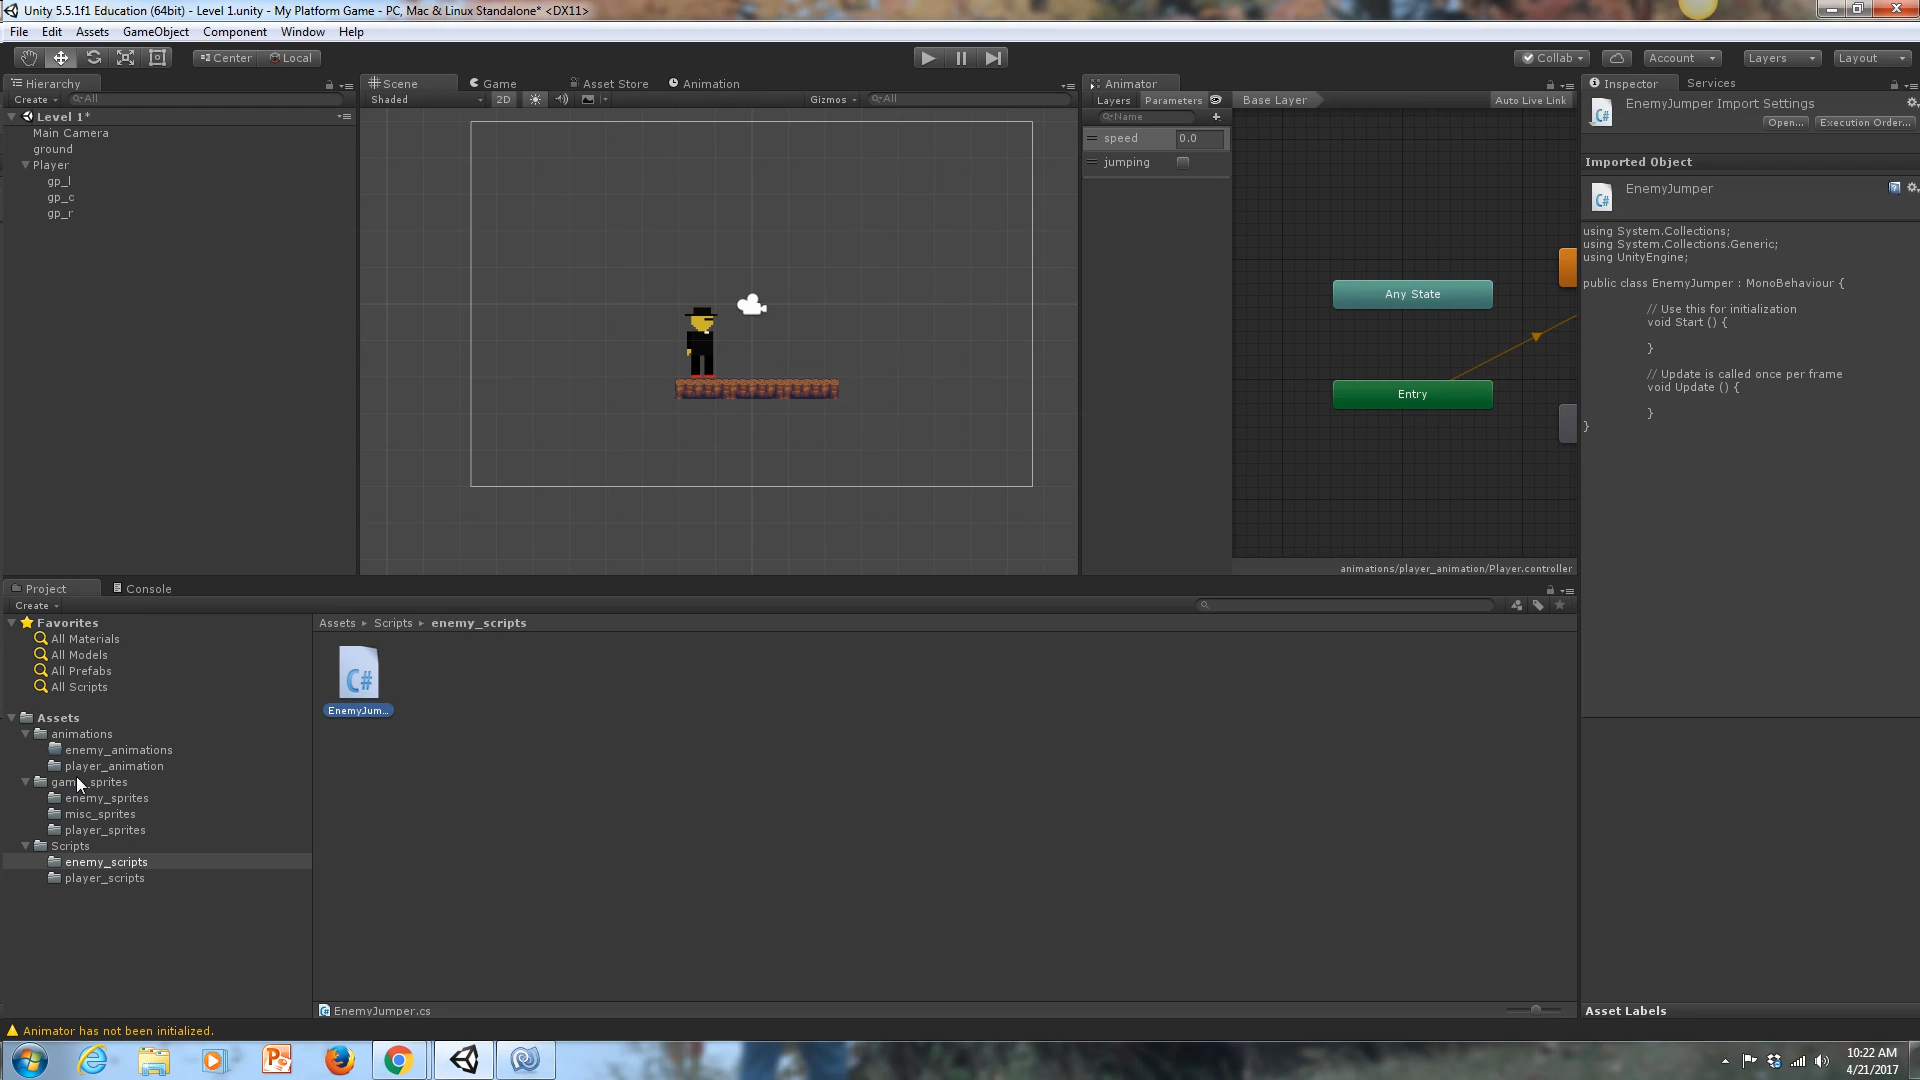 Unity 5.5.1f1 Education (64bit) - Level 1.unity - My Platform Game - PC, Mac & Linux Standalone* <DX11>
File Edit Assets GameObject Component Window Help
Center Local
Collab Account Layers Layout
Hierarchy
Create All
Level 1*
Main Camera
ground
Player
gp_l
gp_c
gp_r
Scene Game Asset Store Animation
Shaded 2D Gizmos All
Animator
Layers Parameters Base Layer Auto Live Link
Name
speed 0.0
jumping
Any State
Entry
animations/player_animation/Player.controller
Inspector Services
EnemyJumper Import Settings
Open... Execution Order...
Imported Object
EnemyJumper
C#
using System.Collections;
using System.Collections.Generic;
using UnityEngine;
public class EnemyJumper : MonoBehaviour {
// Use this for initialization
void Start () {
}
// Update is called once per frame
void Update () {
}
}
Asset Labels
Project Console
Create
Favorites
All Materials
All Models
All Prefabs
All Scripts
Assets
animations
enemy_animations
player_animation
game_sprites
enemy_sprites
misc_sprites
player_sprites
Scripts
enemy_scripts
player_scripts
Assets Scripts enemy_scripts
C#
EnemyJum...
EnemyJumper.cs
Animator has not been initialized.
10:22 AM
4/21/2017